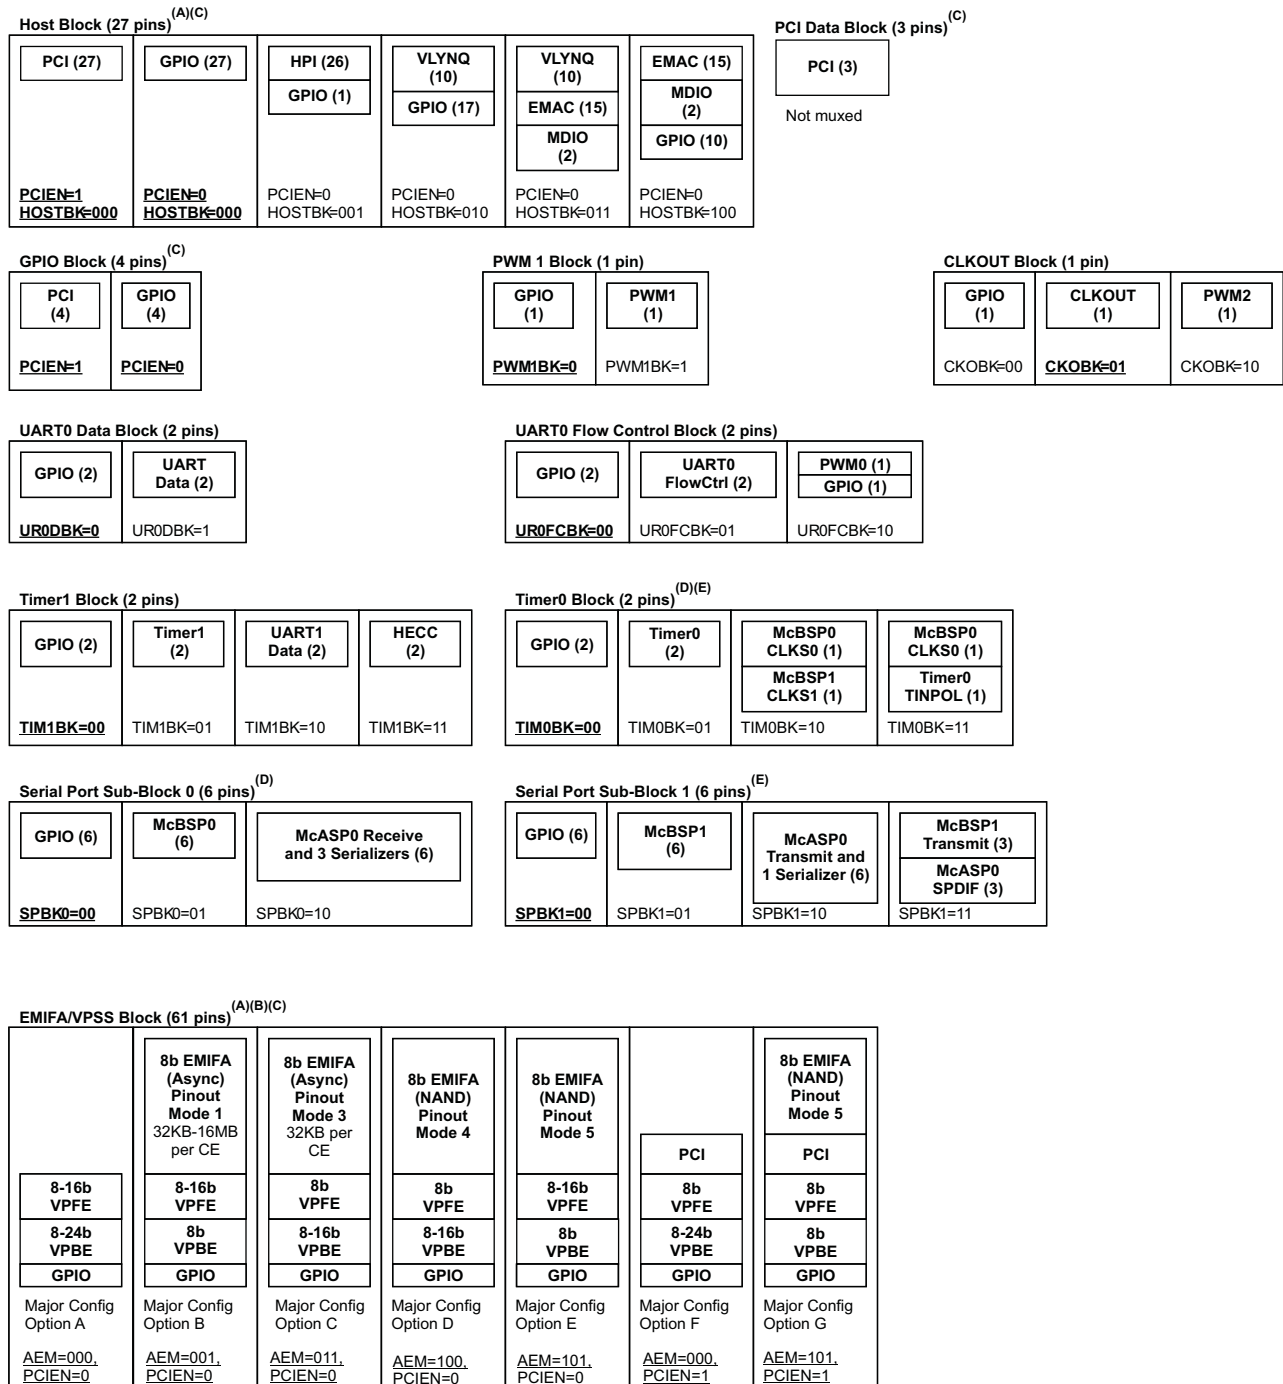 Host Block (27 pins)(A)(C)
PCI (27)
PCIEN=1
HOSTBK=000
GPIO (27)
PCIEN=0
HOSTBK=000
HPI (26)
GPIO (1)
PCIEN=0
HOSTBK=001
VLYNQ
(10)
GPIO (17)
PCIEN=0
HOSTBK=010
VLYNQ
(10)
EMAC (15)
MDIO
(2)
PCIEN=0
HOSTBK=011
EMAC (15)
MDIO
(2)
GPIO (10)
PCIEN=0
HOSTBK=100
PCI Data Block (3 pins)(C)
PCI (3)
Not muxed
GPIO Block (4 pins)(C)
PCI
(4)
PCIEN=1
GPIO
(4)
PCIEN=0
PWM 1 Block (1 pin)
GPIO
(1)
PWM1BK=0
PWM1
(1)
PWM1BK=1
CLKOUT Block (1 pin)
GPIO
(1)
CKOBK=00
CLKOUT
(1)
CKOBK=01
PWM2
(1)
CKOBK=10
UART0 Data Block (2 pins)
GPIO (2)
UR0DBK=0
UART
Data (2)
UR0DBK=1
UART0 Flow Control Block (2 pins)
GPIO (2)
UR0FCBK=00
UART0
FlowCtrl (2)
UR0FCBK=01
PWM0 (1)
GPIO (1)
UR0FCBK=10
Timer1 Block (2 pins)
GPIO (2)
TIM1BK=00
Timer1
(2)
TIM1BK=01
UART1
Data (2)
TIM1BK=10
HECC
(2)
TIM1BK=11
Timer0 Block (2 pins)(D)(E)
GPIO (2)
TIM0BK=00
Timer0
(2)
TIM0BK=01
McBSP0
CLKS0 (1)
McBSP1
CLKS1 (1)
TIM0BK=10
McBSP0
CLKS0 (1)
Timer0
TINPOL (1)
TIM0BK=11
Serial Port Sub-Block 0 (6 pins)(D)
GPIO (6)
SPBK0=00
McBSP0
(6)
SPBK0=01
McASP0 Receive
and 3 Serializers (6)
SPBK0=10
Serial Port Sub-Block 1 (6 pins)(E)
GPIO (6)
SPBK1=00
McBSP1
(6)
SPBK1=01
McASP0
Transmit and
1 Serializer (6)
SPBK1=10
McBSP1
Transmit (3)
McASP0
SPDIF (3)
SPBK1=11
EMIFA/VPSS Block (61 pins)(A)(B)(C)
8-16b
VPFE
8-24b
VPBE
GPIO
Major Config
Option A
AEM=000,
PCIEN=0
8b EMIFA
(Async)
Pinout
Mode 1
32KB-16MB
per CE
8-16b
VPFE
8b
VPBE
GPIO
Major Config
Option B
AEM=001,
PCIEN=0
8b EMIFA
(Async)
Pinout
Mode 3
32KB per
CE
8b
VPFE
8-16b
VPBE
GPIO
Major Config
Option C
AEM=011,
PCIEN=0
8b EMIFA
(NAND)
Pinout
Mode 4
8b
VPFE
8-16b
VPBE
GPIO
Major Config
Option D
AEM=100,
PCIEN=0
8b EMIFA
(NAND)
Pinout
Mode 5
8-16b
VPFE
8b
VPBE
GPIO
Major Config
Option E
AEM=101,
PCIEN=0
PCI
8b
VPFE
8-24b
VPBE
GPIO
Major Config
Option F
AEM=000,
PCIEN=1
8b EMIFA
(NAND)
Pinout
Mode 5
PCI
8b
VPFE
8b
VPBE
GPIO
Major Config
Option G
AEM=101,
PCIEN=1